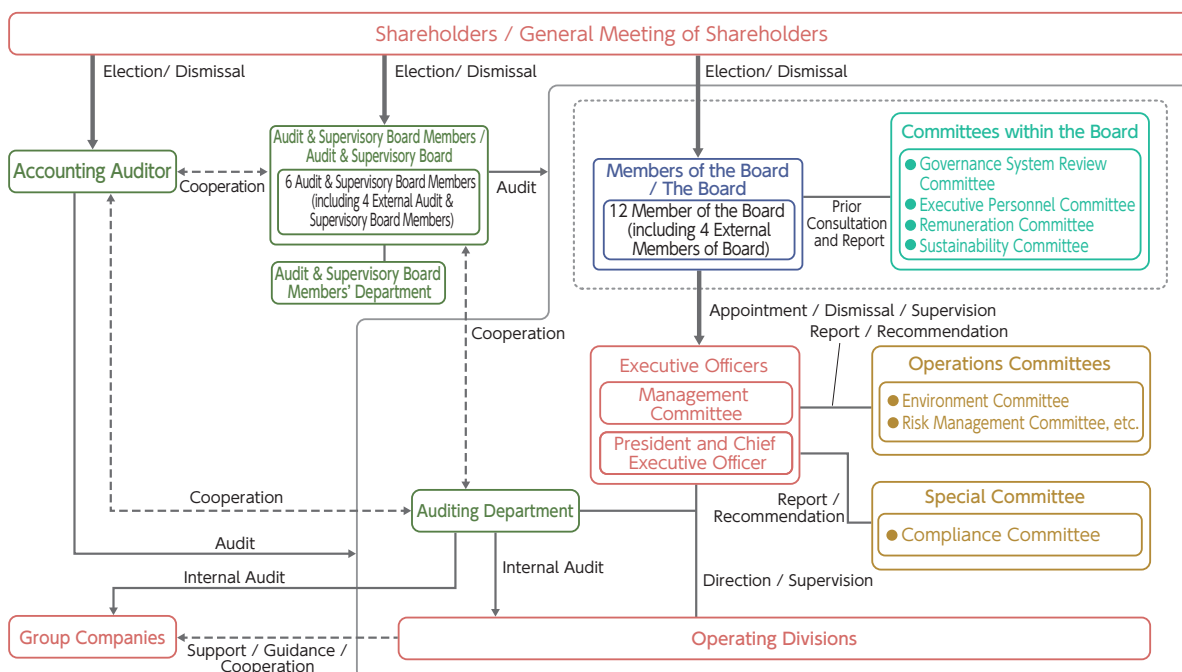 Shareholders / General Meeting of Shareholders
Election/ Dismissal
Election/ Dismissal
Election/ Dismissal
Accounting Auditor
Cooperation
Audit & Supervisory Board Members /
Audit & Supervisory Board
6 Audit & Supervisory Board Members
(including 4 External Audit &
Supervisory Board Members)
Audit
Audit & Supervisory Board
Members' Department
Members of the Board
/ The Board
12 Member of the Board
(including 4 External
Members of Board)
Prior
Consultation
and Report
Committees within the Board
● Governance System Review
Committee
● Executive Personnel Committee
● Remuneration Committee
● Sustainability Committee
Cooperation
Appointment / Dismissal / Supervision
Report / Recommendation
Executive Officers
Management
Committee
President and Chief
Executive Officer
Operations Committees
● Environment Committee
● Risk Management Committee, etc.
Report /
Recommendation
Special Committee
● Compliance Committee
Cooperation
Auditing Department
Audit
Internal Audit
Internal Audit
Direction / Supervision
Group Companies
Support / Guidance /
Cooperation
Operating Divisions